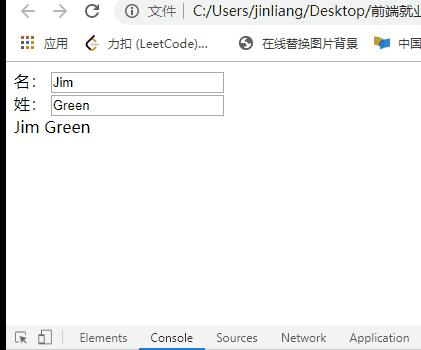 文件 C:/Users/jinliang/Desktop/前端就业
应用 力扣 (LeetCode)... 在线替换图片背景 中国
名： Jim
姓： Green
Jim Green
Elements Console Sources Network Application